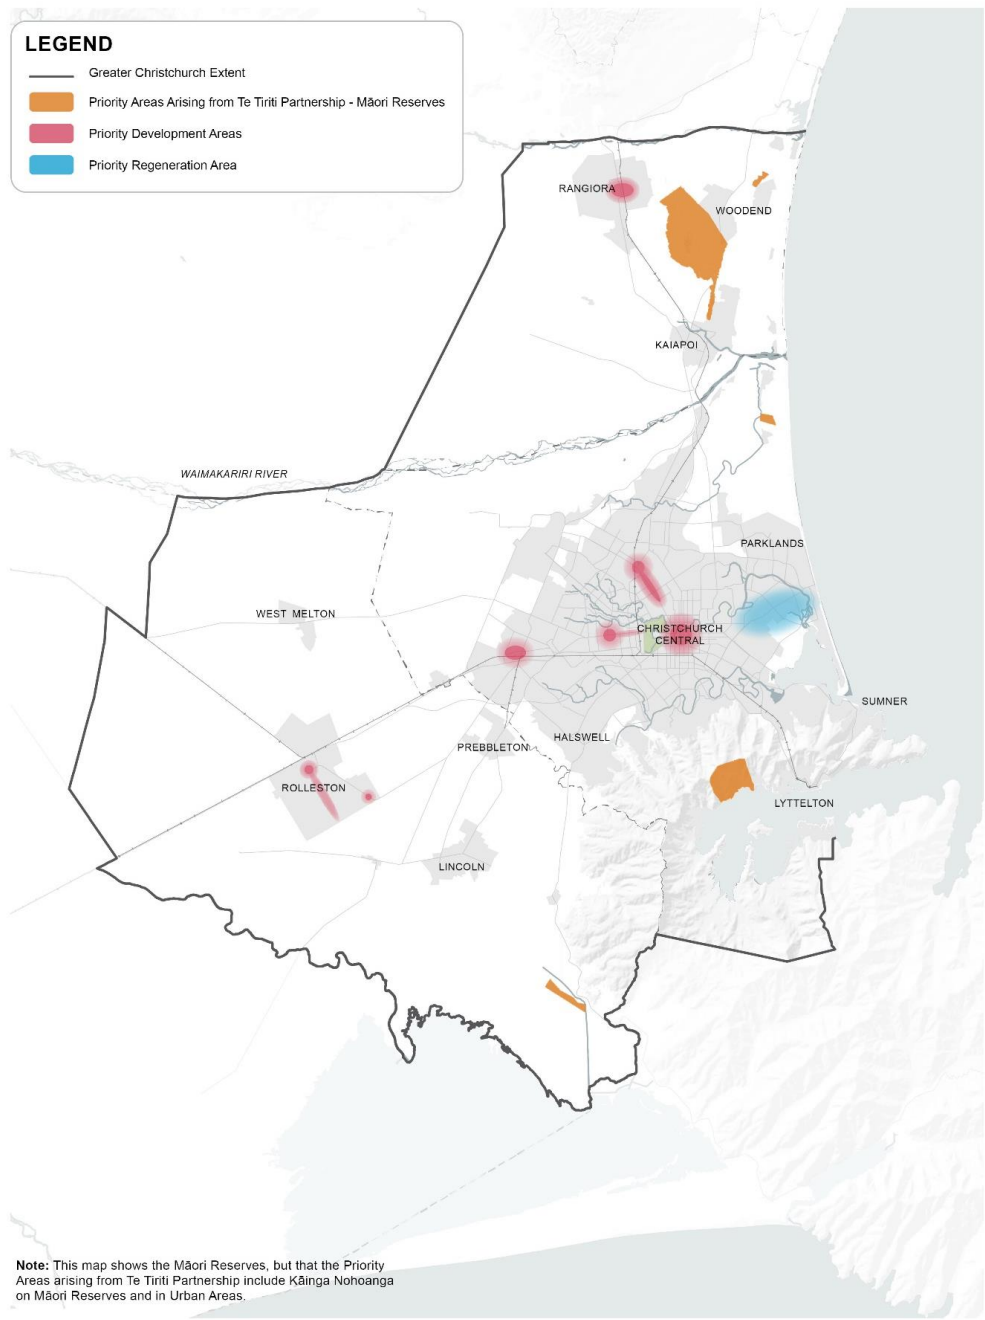 LEGEND
Greater Christchurch Extent
Priority Areas Arising from Te Tiriti Partnership - Māori Reserves
Priority Development Areas
Priority Regeneration Area
RANGIORA
WOODEND
KAIAPOI
WAIMAKARIRI RIVER
PARKLANDS
WEST MELTON
CHRISTCHURCH
CENTRAL
SUMNER
HALSWELL
PREBBLETON
ROLLESTON
LYTTELTON
LINCOLN
Note: This map shows the Māori Reserves, but that the Priority
Areas arising from Te Tiriti Partnership include Kāinga Nohoanga
on Māori Reserves and in Urban Areas.